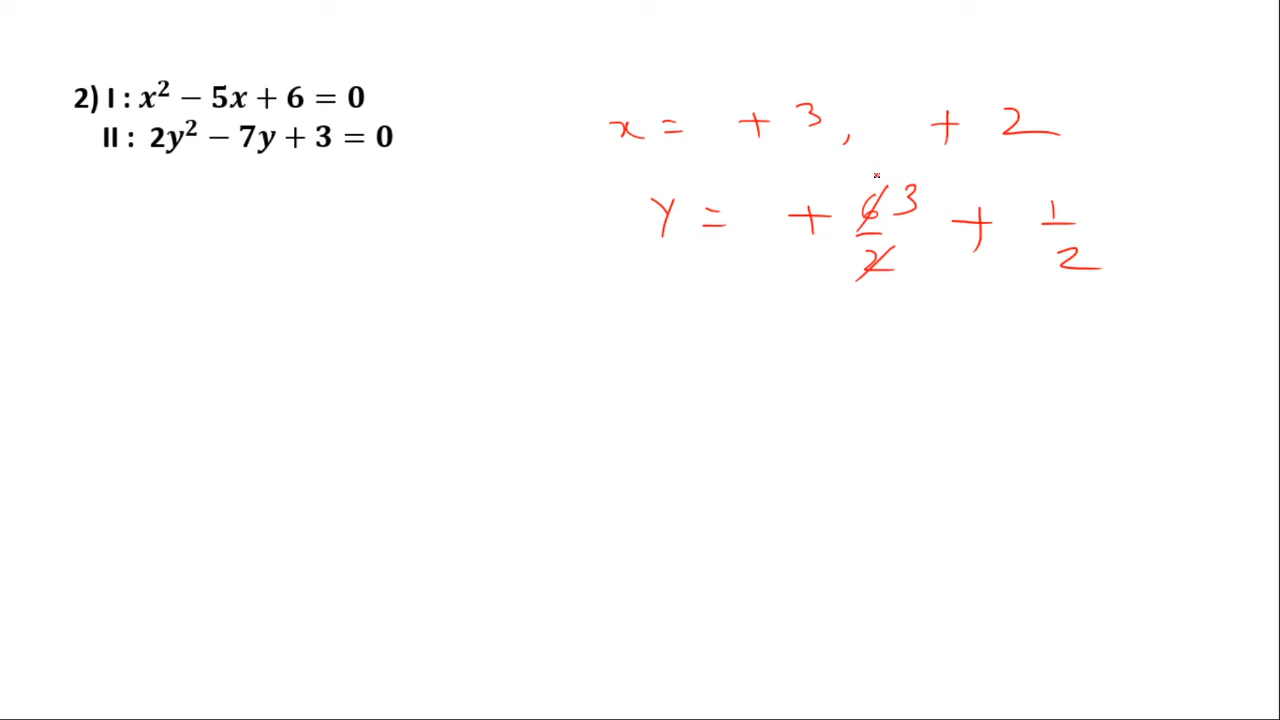 2) I : x² − 5x + 6 = 0
II : 2y² − 7y + 3 = 0
x = + 3, + 2
y = + 6/2 3 + 1/2